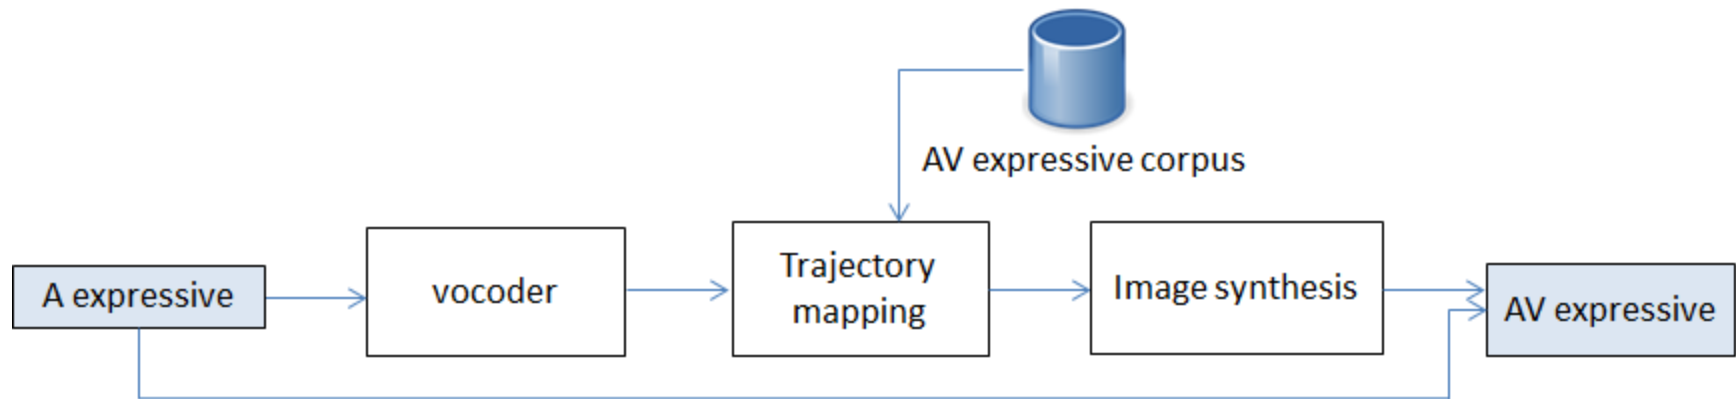 AV expressive corpus
A expressive
vocoder
Trajectory
mapping
Image synthesis
AV expressive